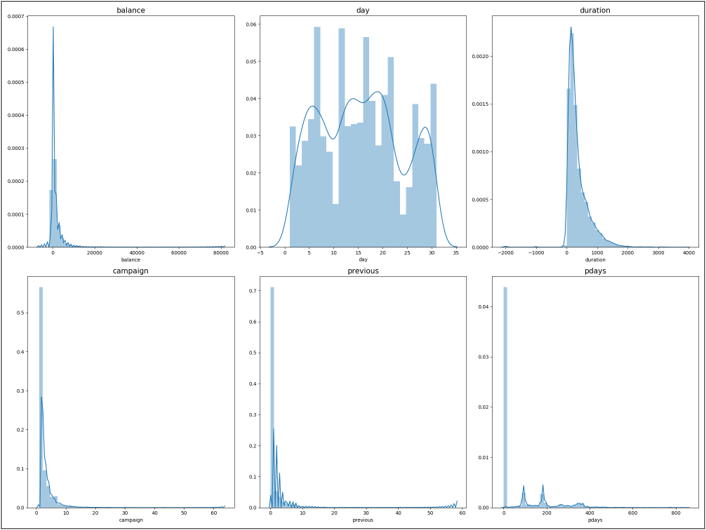 balance
day
duration
0.0007
0.0006
0.0005
0.0004
0.0003
0.0002
0.0001
0.0000
0 20000 40000 60000 80000
balance
0.06
0.05
0.04
0.03
0.02
0.01
0.00
−5 0 5 10 15 20 25 30 35
day
0.0020
0.0015
0.0010
0.0005
0.0000
−2000 −1000 0 1000 2000 3000 4000
duration
campaign
previous
pdays
0.5
0.4
0.3
0.2
0.1
0.0
0 10 20 30 40 50 60
campaign
0.7
0.6
0.5
0.4
0.3
0.2
0.1
0.0
0 10 20 30 40 50 60
previous
0.04
0.03
0.02
0.01
0.00
0 200 400 600 800
pdays